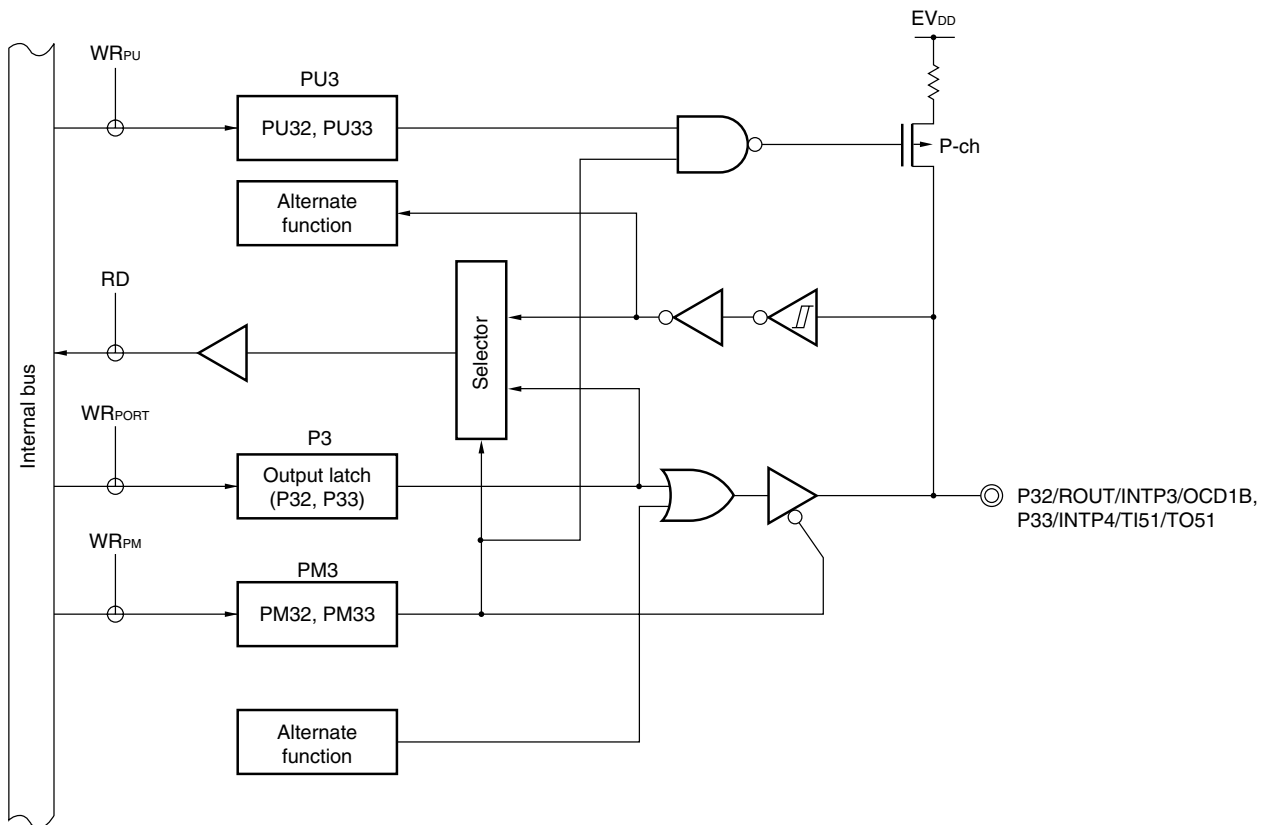 EVDD
WRPU
PU3
PU32, PU33
P-ch
Alternate
function
RD
Selector
Internal bus
WRPORT
P3
Output latch
(P32, P33)
P32/ROUT/INTP3/OCD1B,
P33/INTP4/TI51/TO51
WRPM
PM3
PM32, PM33
Alternate
function